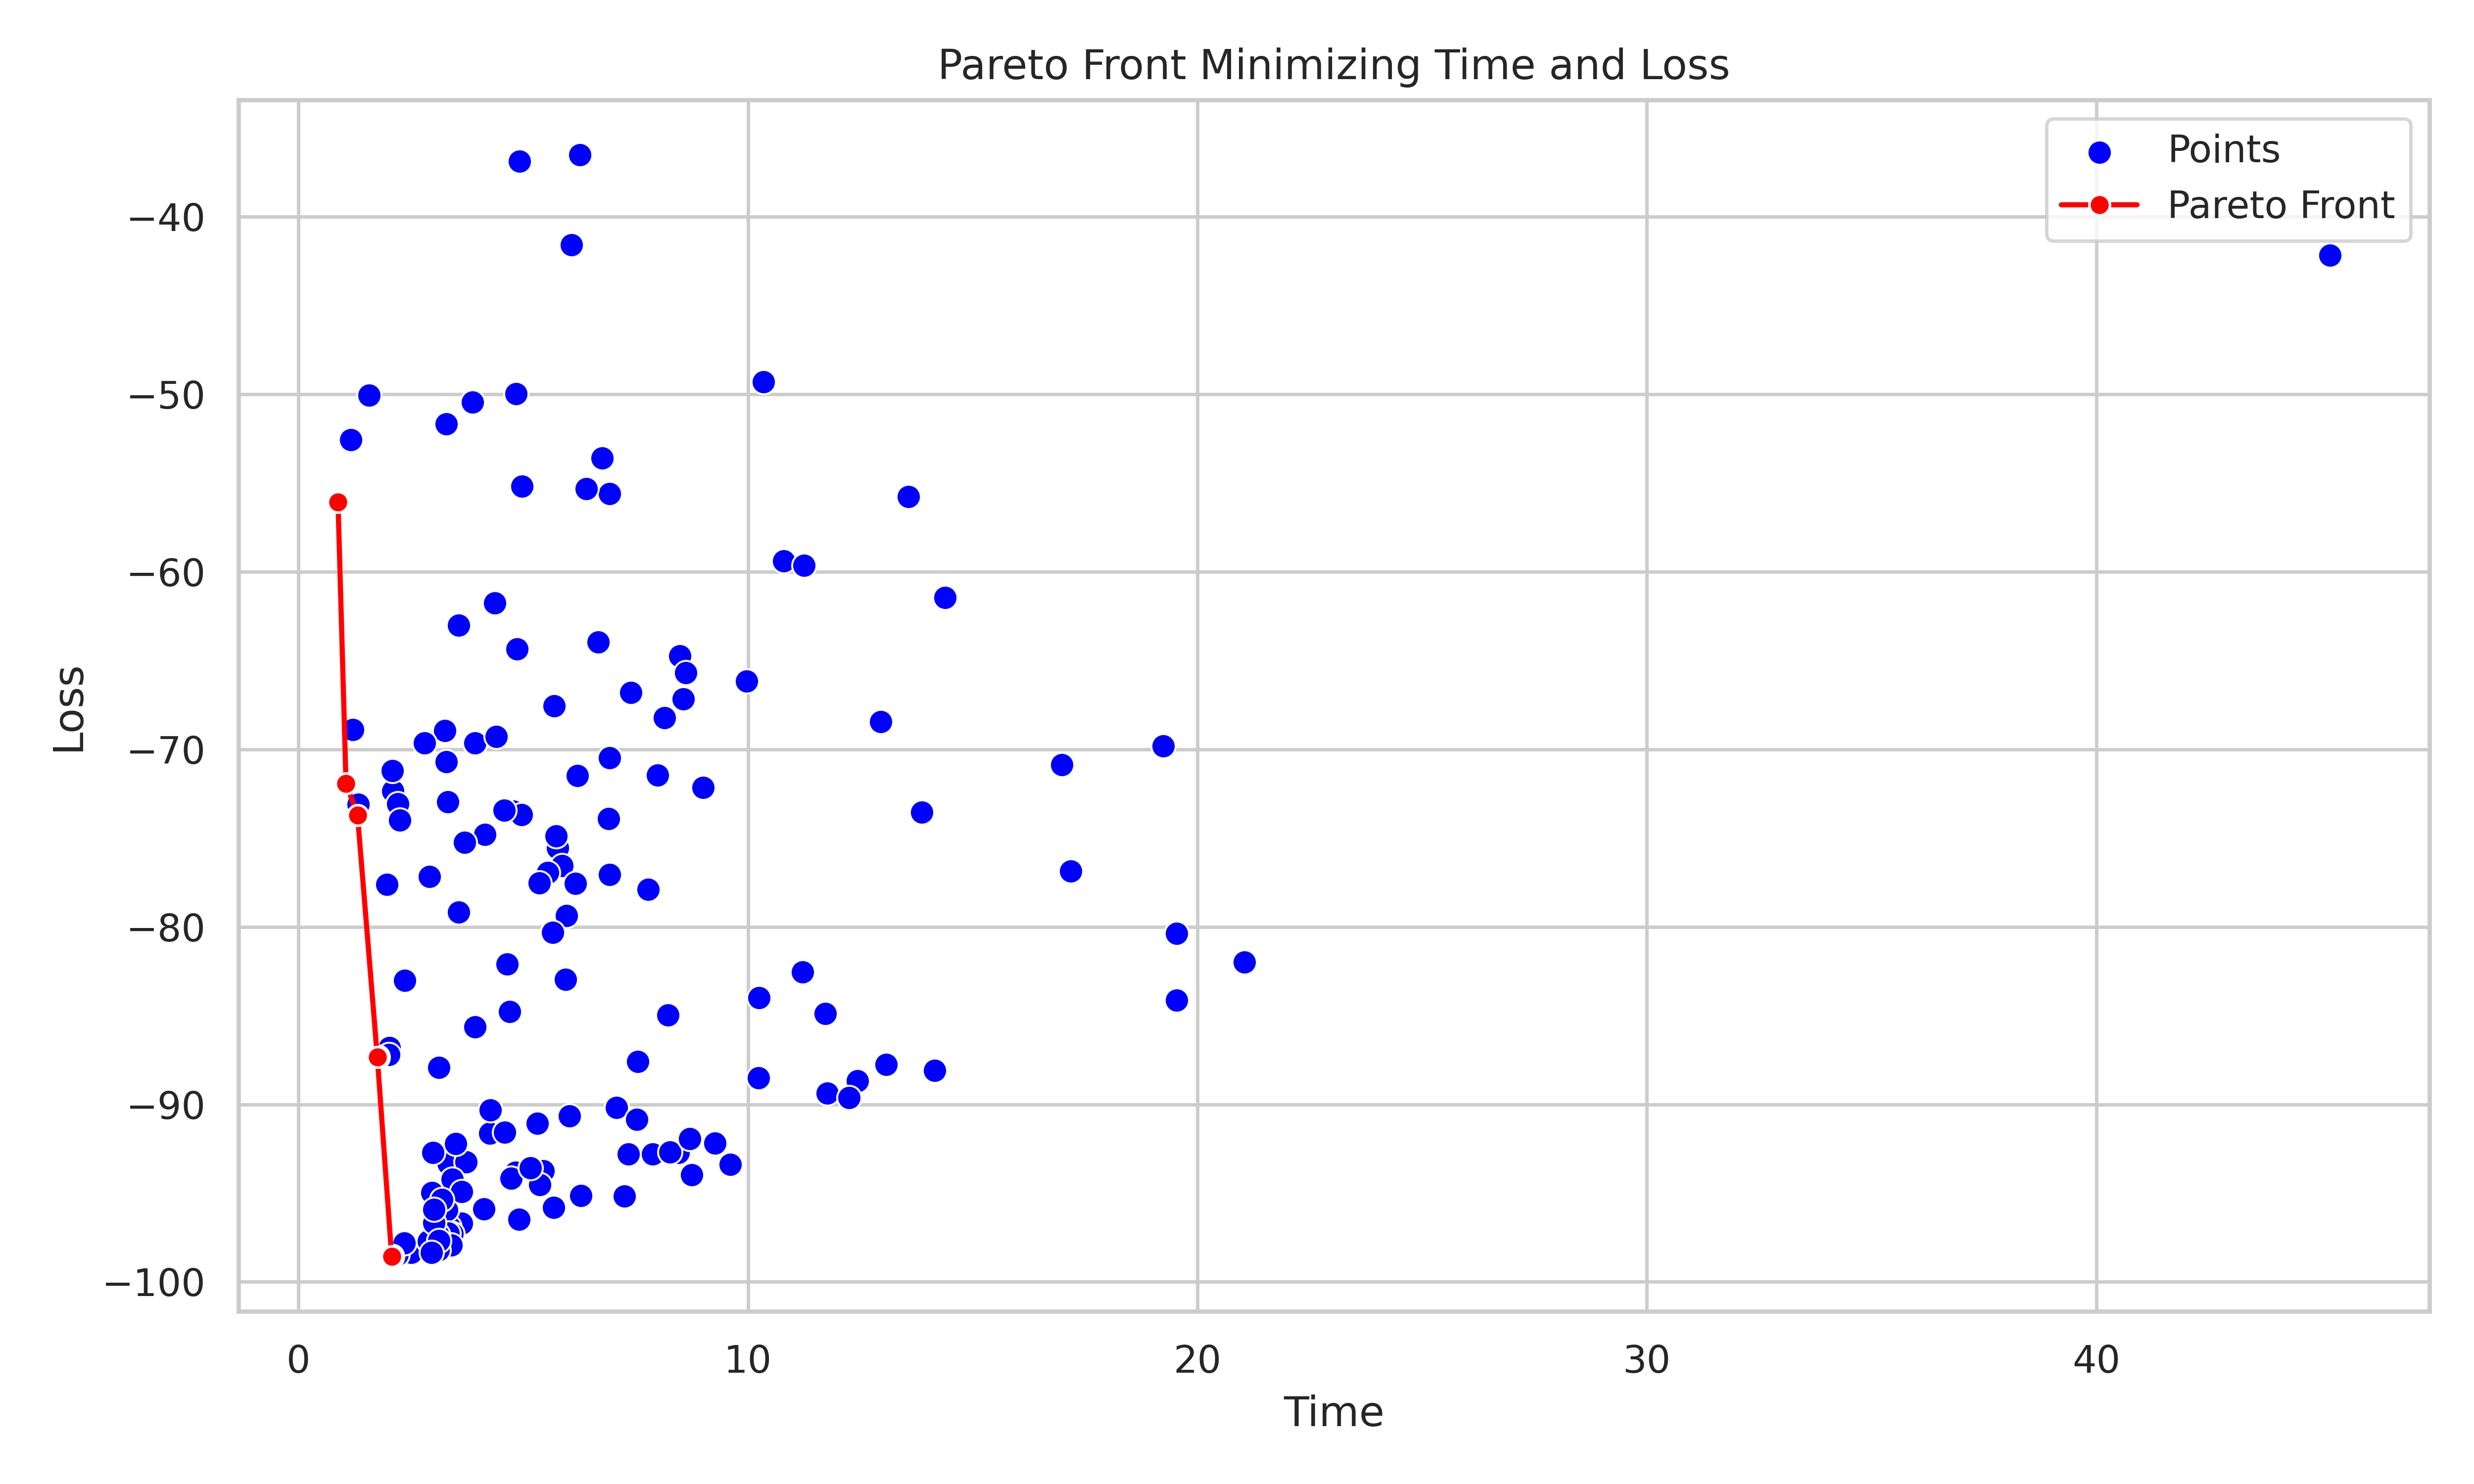 Pareto Front Minimizing Time and Loss
Points
Pareto Front
−40
−50
−60
−70
−80
−90
−100
Loss
0 10 20 30 40
Time